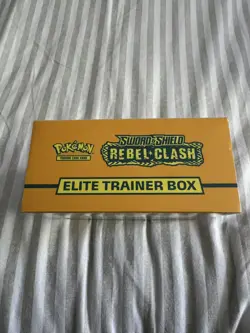 POKÉMON
TRADING CARD GAME
SWORD & SHIELD
REBEL CLASH
ELITE TRAINER BOX